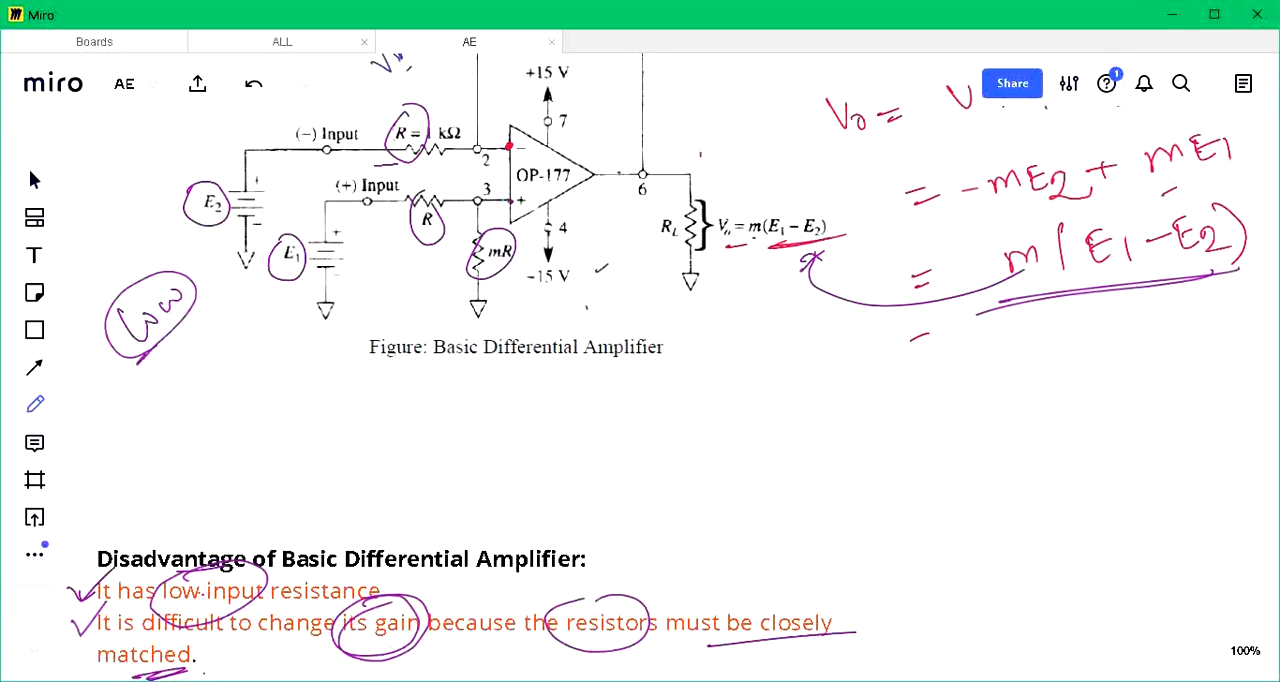 Miro
Boards ALL AE
miro AE Share 1
+15 V
7
(−) Input R = 1 kΩ
2 −
OP-177
(+) Input 3 +
6
E2
R
4
E1 mR
-15 V
RL Vo = m(E1 − E2)
Vo = V
= -mE2 + mE1
= m(E1 - E2)
=
low
Figure: Basic Differential Amplifier
Disadvantage of Basic Differential Amplifier:
It has low input resistance
It is difficult to change its gain because the resistors must be closely
matched.
100%